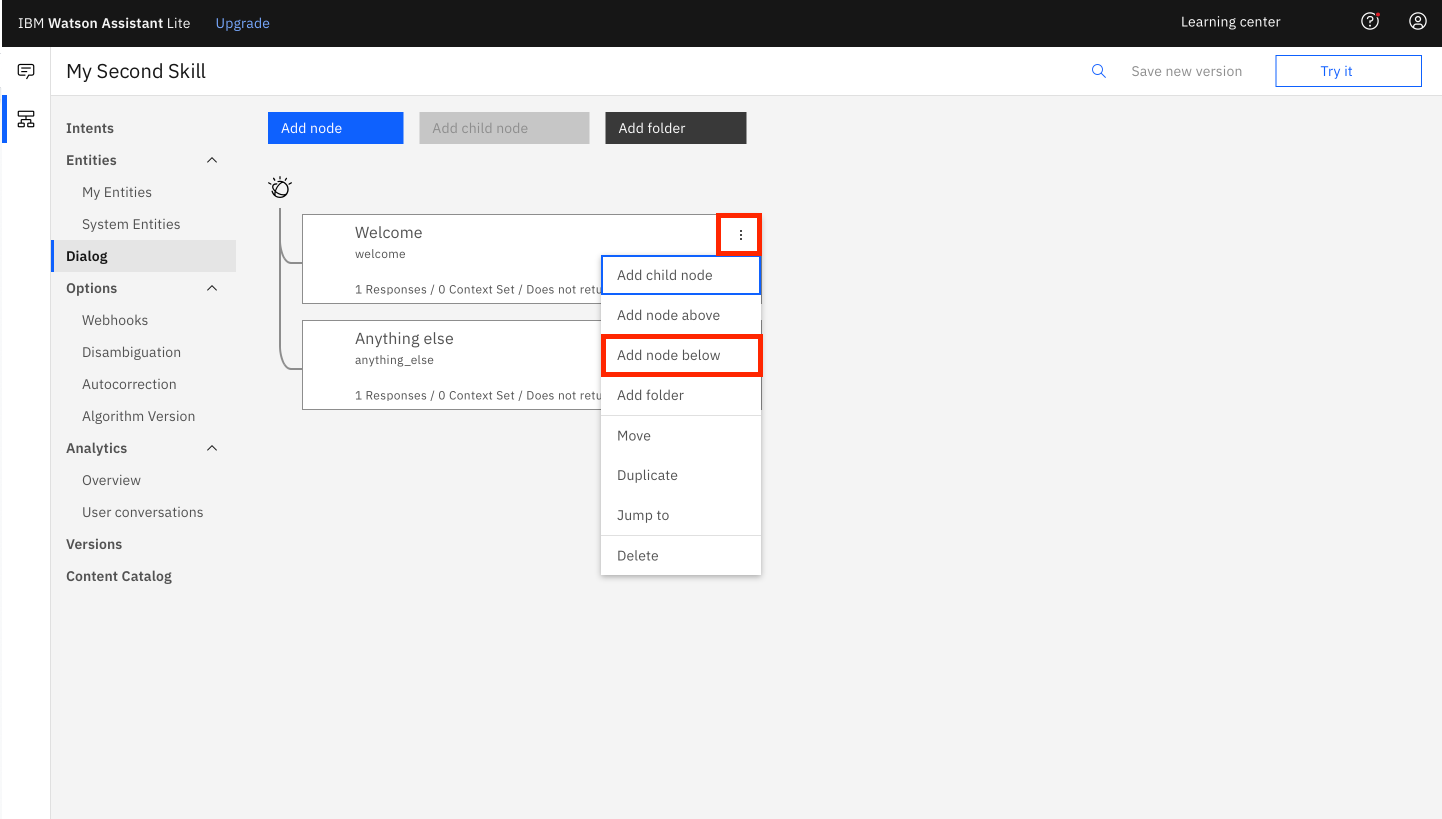 IBM Watson Assistant Lite Upgrade Learning center
My Second Skill Save new version Try it
Intents
Entities
My Entities
System Entities
Dialog
Options
Webhooks
Disambiguation
Autocorrection
Algorithm Version
Analytics
Overview
User conversations
Versions
Content Catalog
Add node Add child node Add folder
Welcome
welcome
1 Responses / 0 Context Set / Does not retu
Anything else
anything_else
1 Responses / 0 Context Set / Does not retu
Add child node
Add node above
Add node below
Add folder
Move
Duplicate
Jump to
Delete